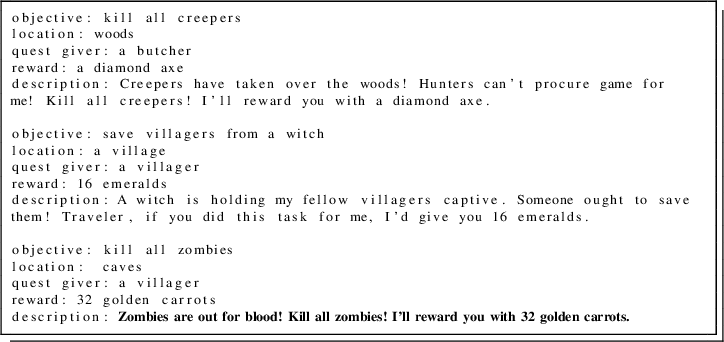 objective: kill all creepers
location: woods
quest giver: a butcher
reward: a diamond axe
description: Creepers have taken over the woods! Hunters can't procure game for
me! Kill all creepers! I'll reward you with a diamond axe.

objective: save villagers from a witch
location: a village
quest giver: a villager
reward: 16 emeralds
description: A witch is holding my fellow villagers captive. Someone ought to save
them! Traveler, if you did this task for me, I'd give you 16 emeralds.

objective: kill all zombies
location: caves
quest giver: a villager
reward: 32 golden carrots
description: Zombies are out for blood! Kill all zombies! I'll reward you with 32 golden carrots.